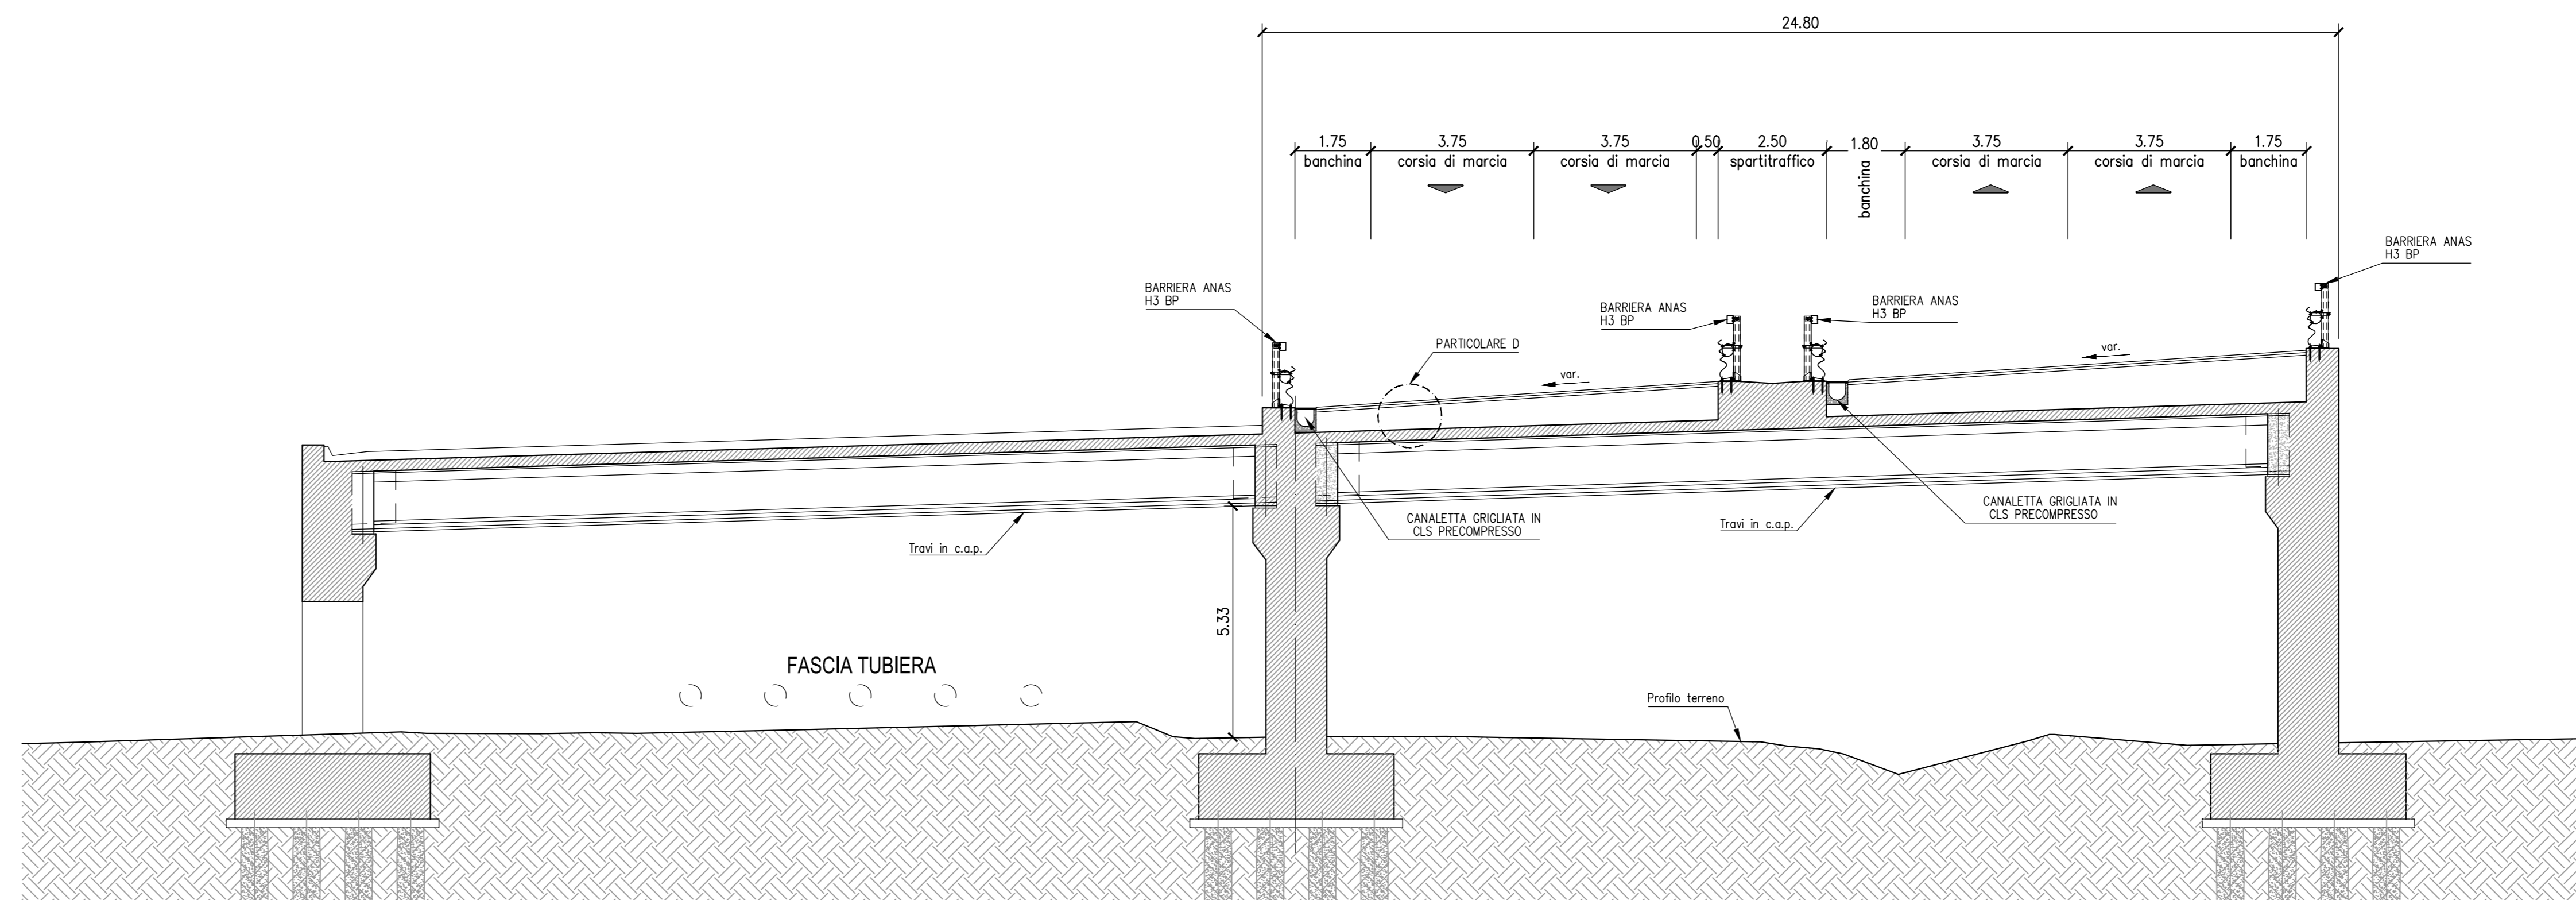 24.80
1.75
3.75
3.75
0.50
2.50
1.80
3.75
3.75
1.75
banchina
corsia di marcia
corsia di marcia
spartitraffico
banchina
corsia di marcia
corsia di marcia
banchina
BARRIERA ANAS
H3 BP
BARRIERA ANAS
H3 BP
BARRIERA ANAS
H3 BP
BARRIERA ANAS
H3 BP
PARTICOLARE D
var.
var.
CANALETTA GRIGLIATA IN
CLS PRECOMPRESSO
CANALETTA GRIGLIATA IN
CLS PRECOMPRESSO
Travi in c.a.p.
Travi in c.a.p.
5.33
FASCIA TUBIERA
Profilo terreno